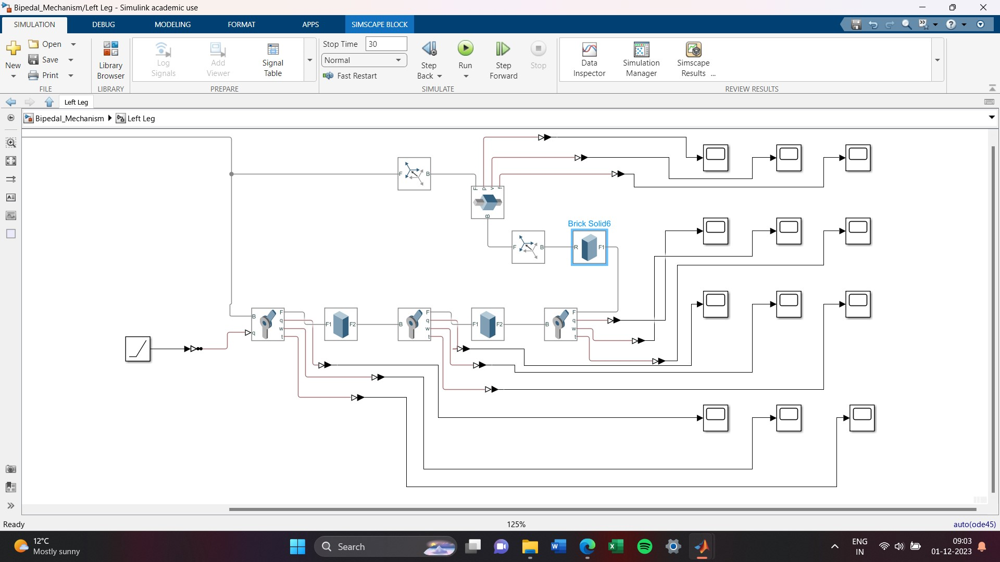 Bipedal_Mechanism/Left Leg - Simulink academic use
SIMULATION
DEBUG
MODELING
FORMAT
APPS
SIMSCAPE BLOCK
New
Open
Save
Print
FILE
Library
Browser
LIBRARY
Log
Signals
Add
Viewer
Signal
Table
PREPARE
Stop Time
30
Normal
Fast Restart
Step
Back
Run
Step
Forward
Stop
SIMULATE
Data
Inspector
Simulation
Manager
Simscape
Results ...
REVIEW RESULTS
Left Leg
Bipedal_Mechanism
Left Leg
F
B
F
p
v
f
B
Brick Solid6
F
B
R
F1
B
q
F
q
w
t
F1
F2
B
F
q
w
t
F1
F2
B
F
q
w
t
Ready
125%
auto(ode45)
12°C
Mostly sunny
Search
ENG
IN
09:03
01-12-2023